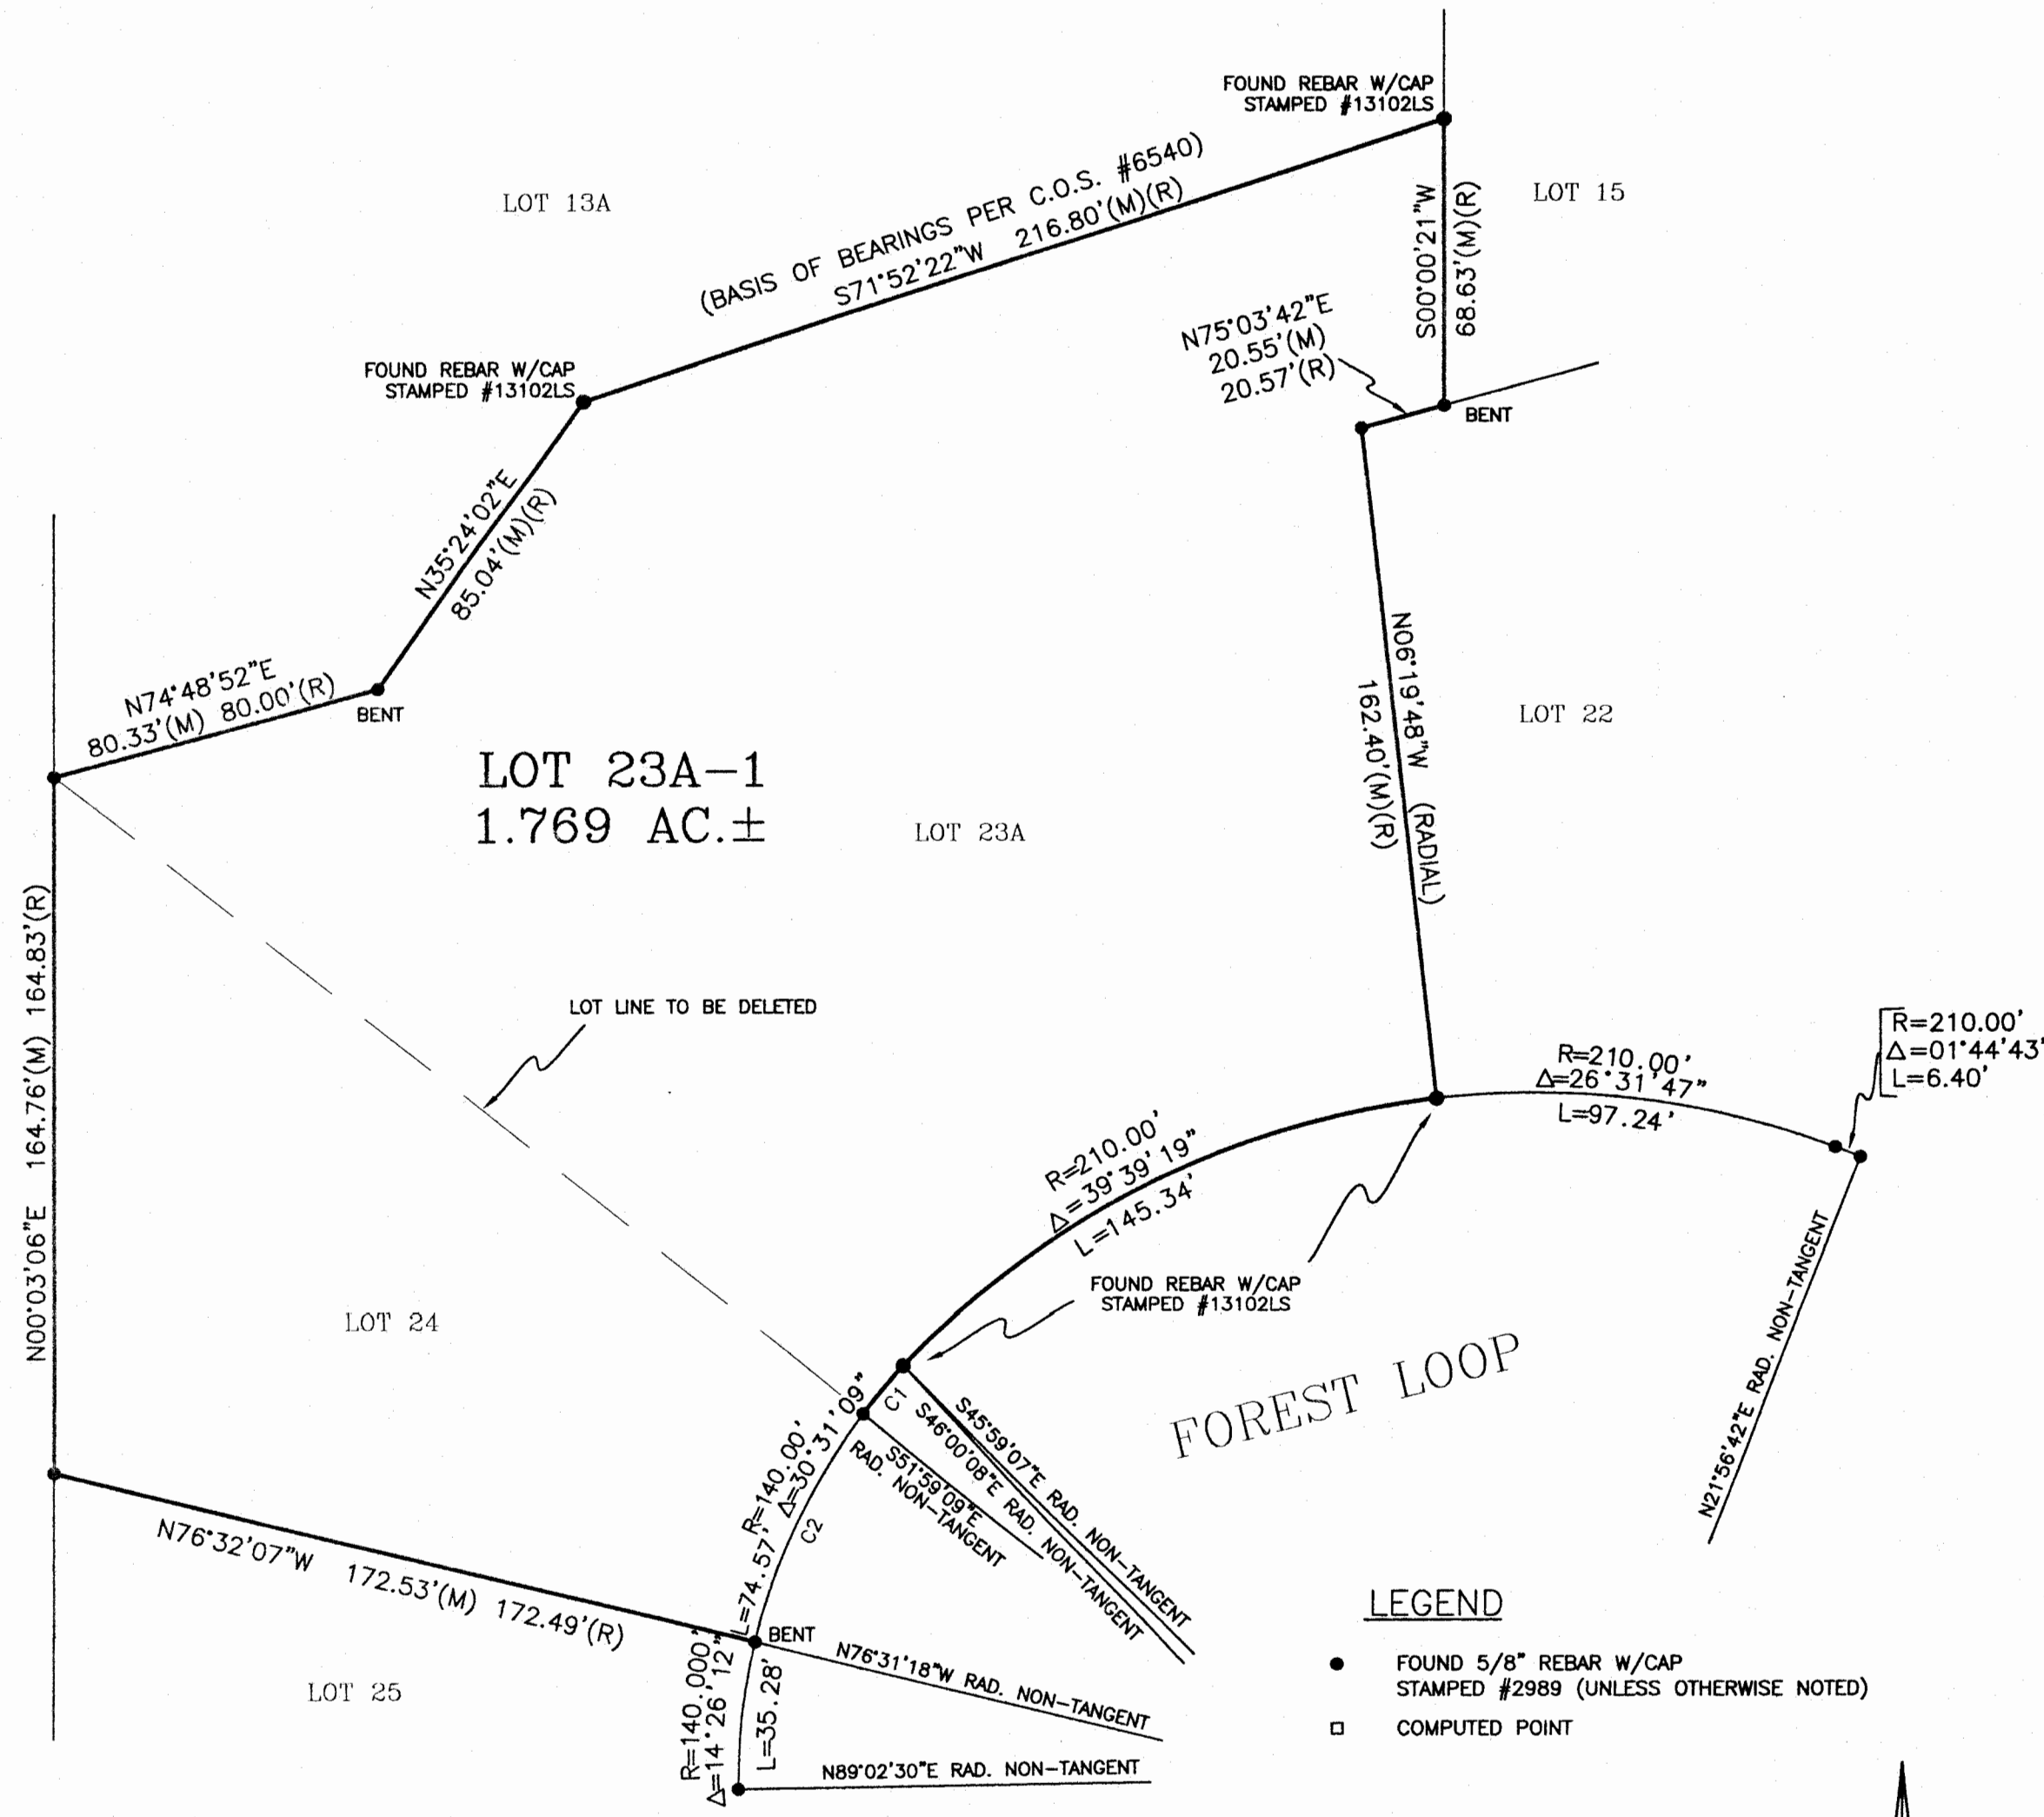 FOUND REBAR W/CAP
STAMPED #13102LS
LOT 13A
(BASIS OF BEARINGS PER C.O.S. #6540)
S71°52'22"W 216.80'(M)(R)
S00°00'21"W
68.63'(M)(R)
LOT 15
N75°03'42"E
20.55'(M)
20.57'(R)
BENT
FOUND REBAR W/CAP
STAMPED #13102LS
N35°24'02"E
85.04'(M)(R)
N74°48'52"E
80.33'(M) 80.00'(R)
BENT
LOT 23A-1
1.769 AC.±
LOT 23A
N06°19'48"W (RADIAL)
162.40'(M)(R)
LOT 22
N00°03'06"E 164.76'(M) 164.83'(R)
LOT LINE TO BE DELETED
R=210.00'
Δ=39°39'19"
L=145.34'
R=210.00'
Δ=26°31'47"
L=97.24'
R=210.00'
Δ=01°44'43'
L=6.40'
FOUND REBAR W/CAP
STAMPED #13102LS
LOT 24
FOREST LOOP
N21°56'42"E RAD. NON-TANGENT
C1
S45°59'07"E RAD. NON-TANGENT
S46°00'08"E RAD. NON-TANGENT
S51°59'09"E
RAD. NON-TANGENT
R=140.00'
Δ=30°31'09"
L=74.57'
C2
N76°32'07"W 172.53'(M) 172.49'(R)
BENT
N76°31'18"W RAD. NON-TANGENT
LOT 25
R=140.000'
Δ=14°26'12"
L=35.28'
N89°02'30"E RAD. NON-TANGENT
LEGEND
FOUND 5/8" REBAR W/CAP
STAMPED #2989 (UNLESS OTHERWISE NOTED)
COMPUTED POINT